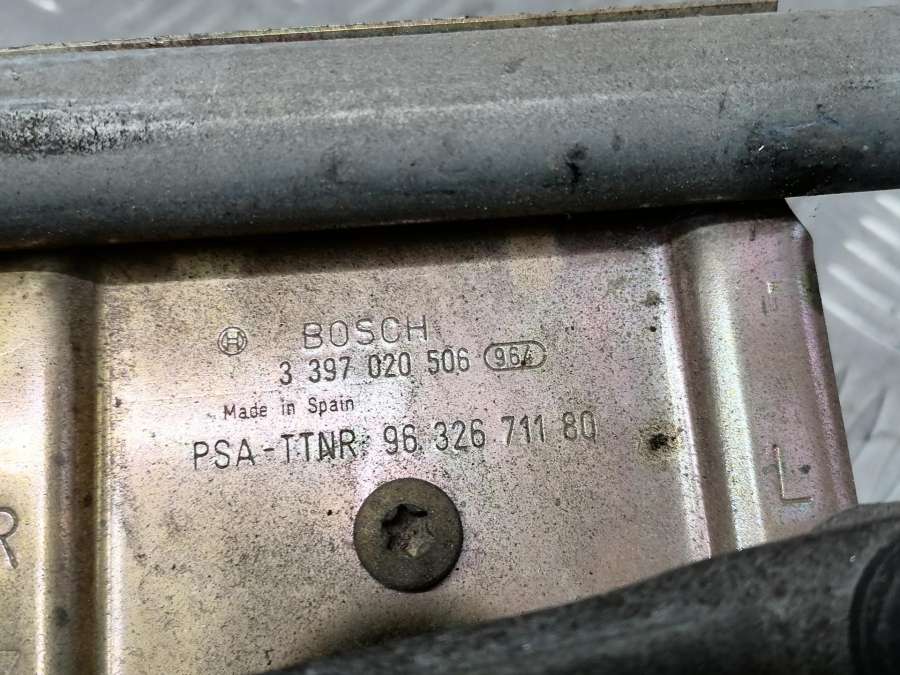 BOSCH
3 397 020 506 964
Made in Spain
PSA-TTNR 96 326 711 80
R
L